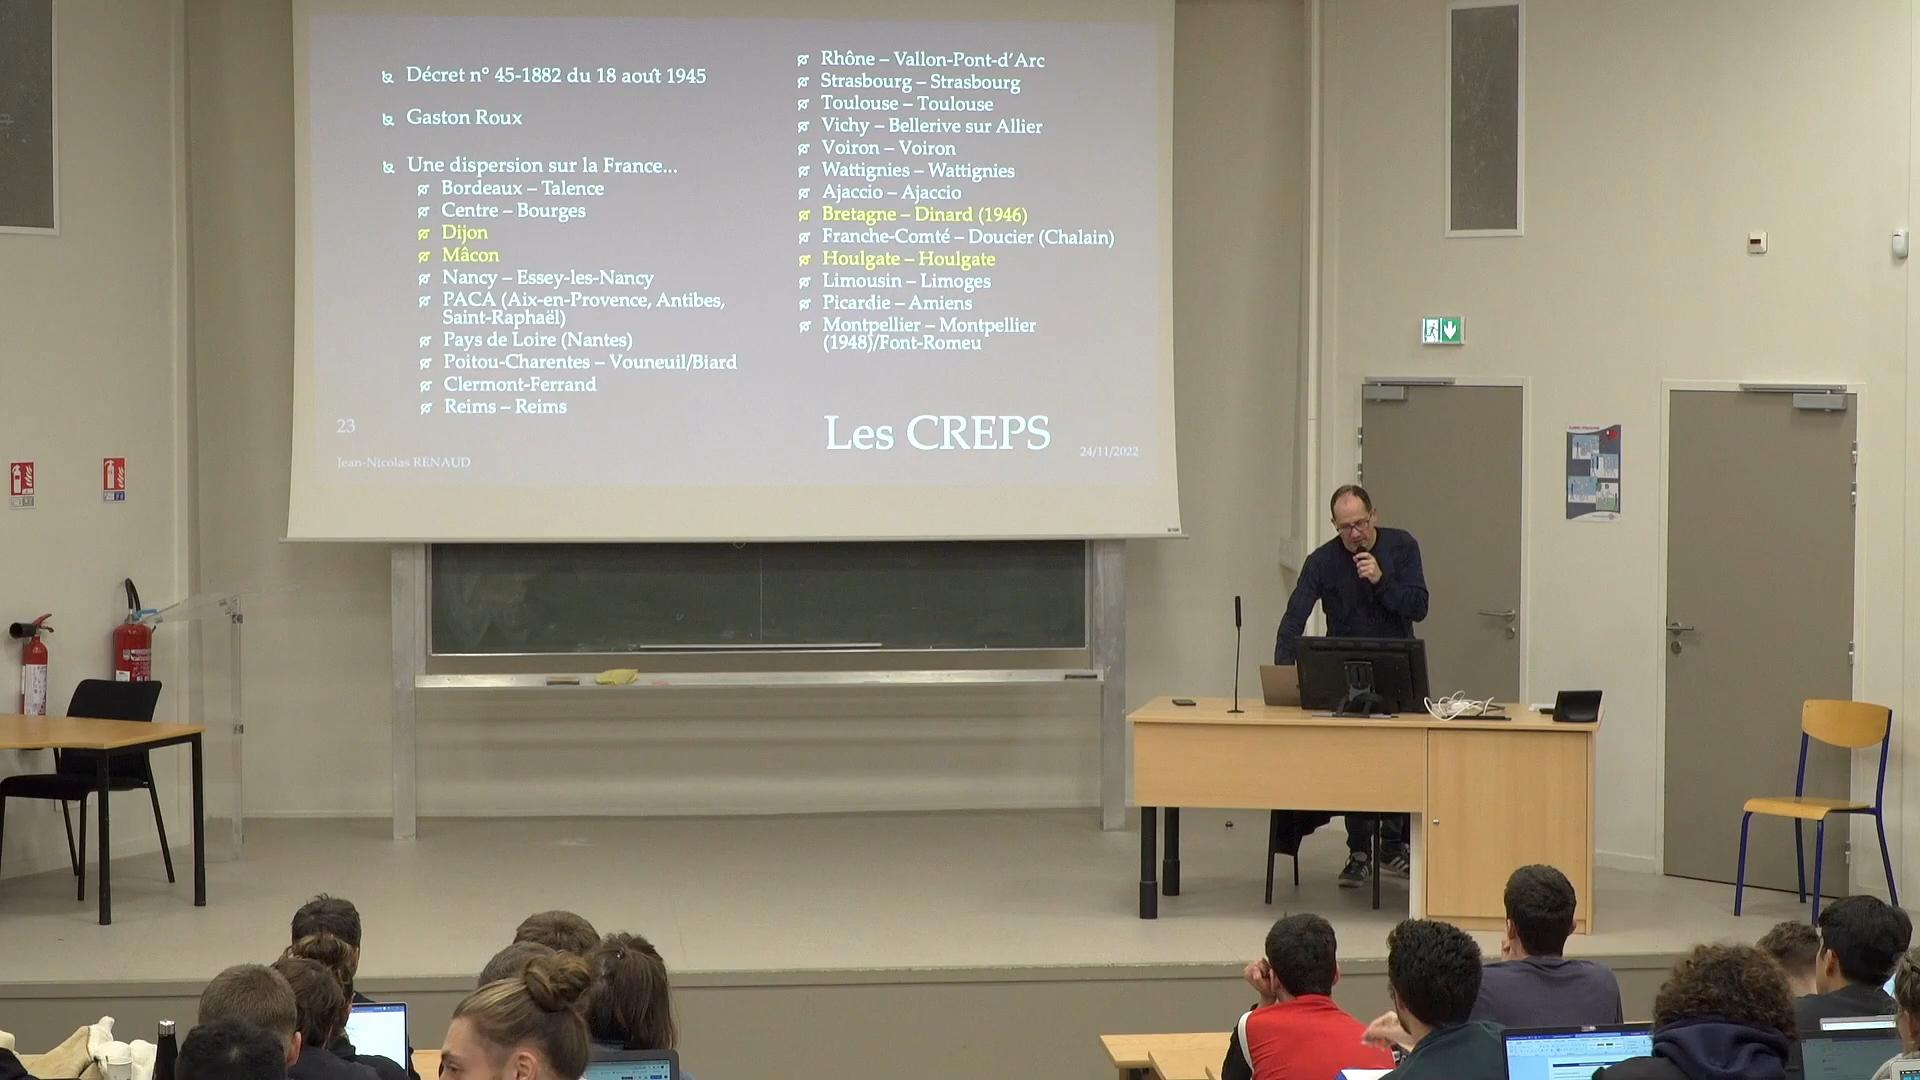 Décret n° 45-1882 du 18 août 1945
Gaston Roux
Une dispersion sur la France...
Bordeaux – Talence
Centre – Bourges
Dijon
Mâcon
Nancy – Essey-les-Nancy
PACA (Aix-en-Provence, Antibes,
Saint-Raphaël)
Pays de Loire (Nantes)
Poitou-Charentes – Vouneuil/Biard
Clermont-Ferrand
Reims – Reims
Rhône – Vallon-Pont-d'Arc
Strasbourg – Strasbourg
Toulouse – Toulouse
Vichy – Bellerive sur Allier
Voiron – Voiron
Wattignies – Wattignies
Ajaccio – Ajaccio
Bretagne – Dinard (1946)
Franche-Comté – Doucier (Chalain)
Houlgate – Houlgate
Limousin – Limoges
Picardie – Amiens
Montpellier – Montpellier
(1948)/Font-Romeu
23
Les CREPS
Jean-Nicolas RENAUD
24/11/2022